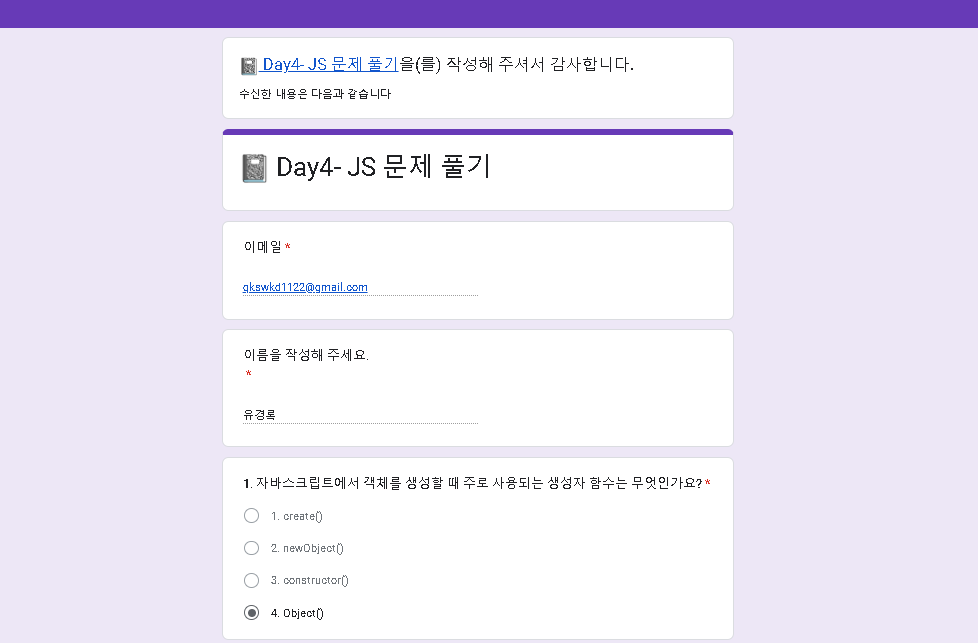 Day4- JS 문제 풀기을(를) 작성해 주셔서 감사합니다.
수신한 내용은 다음과 같습니다
Day4- JS 문제 풀기
이메일 *
qkswkd1122@gmail.com
이름을 작성해 주세요.
*
유경록
1. 자바스크립트에서 객체를 생성할 때 주로 사용되는 생성자 함수는 무엇인가요? *
1. create()
2. newObject()
3. constructor()
4. Object()